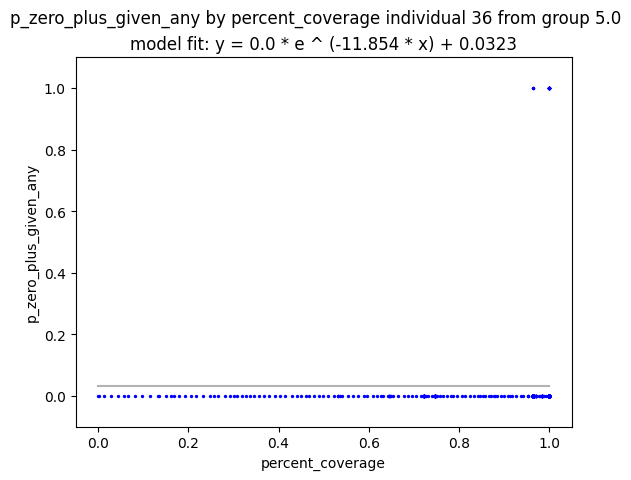 p_zero_plus_given_any by percent_coverage individual 36 from group 5.0
model fit: y = 0.0 * e ^ (-11.854 * x) + 0.0323
p_zero_plus_given_any
1.0
0.8
0.6
0.4
0.2
0.0
0.0 0.2 0.4 0.6 0.8 1.0
percent_coverage